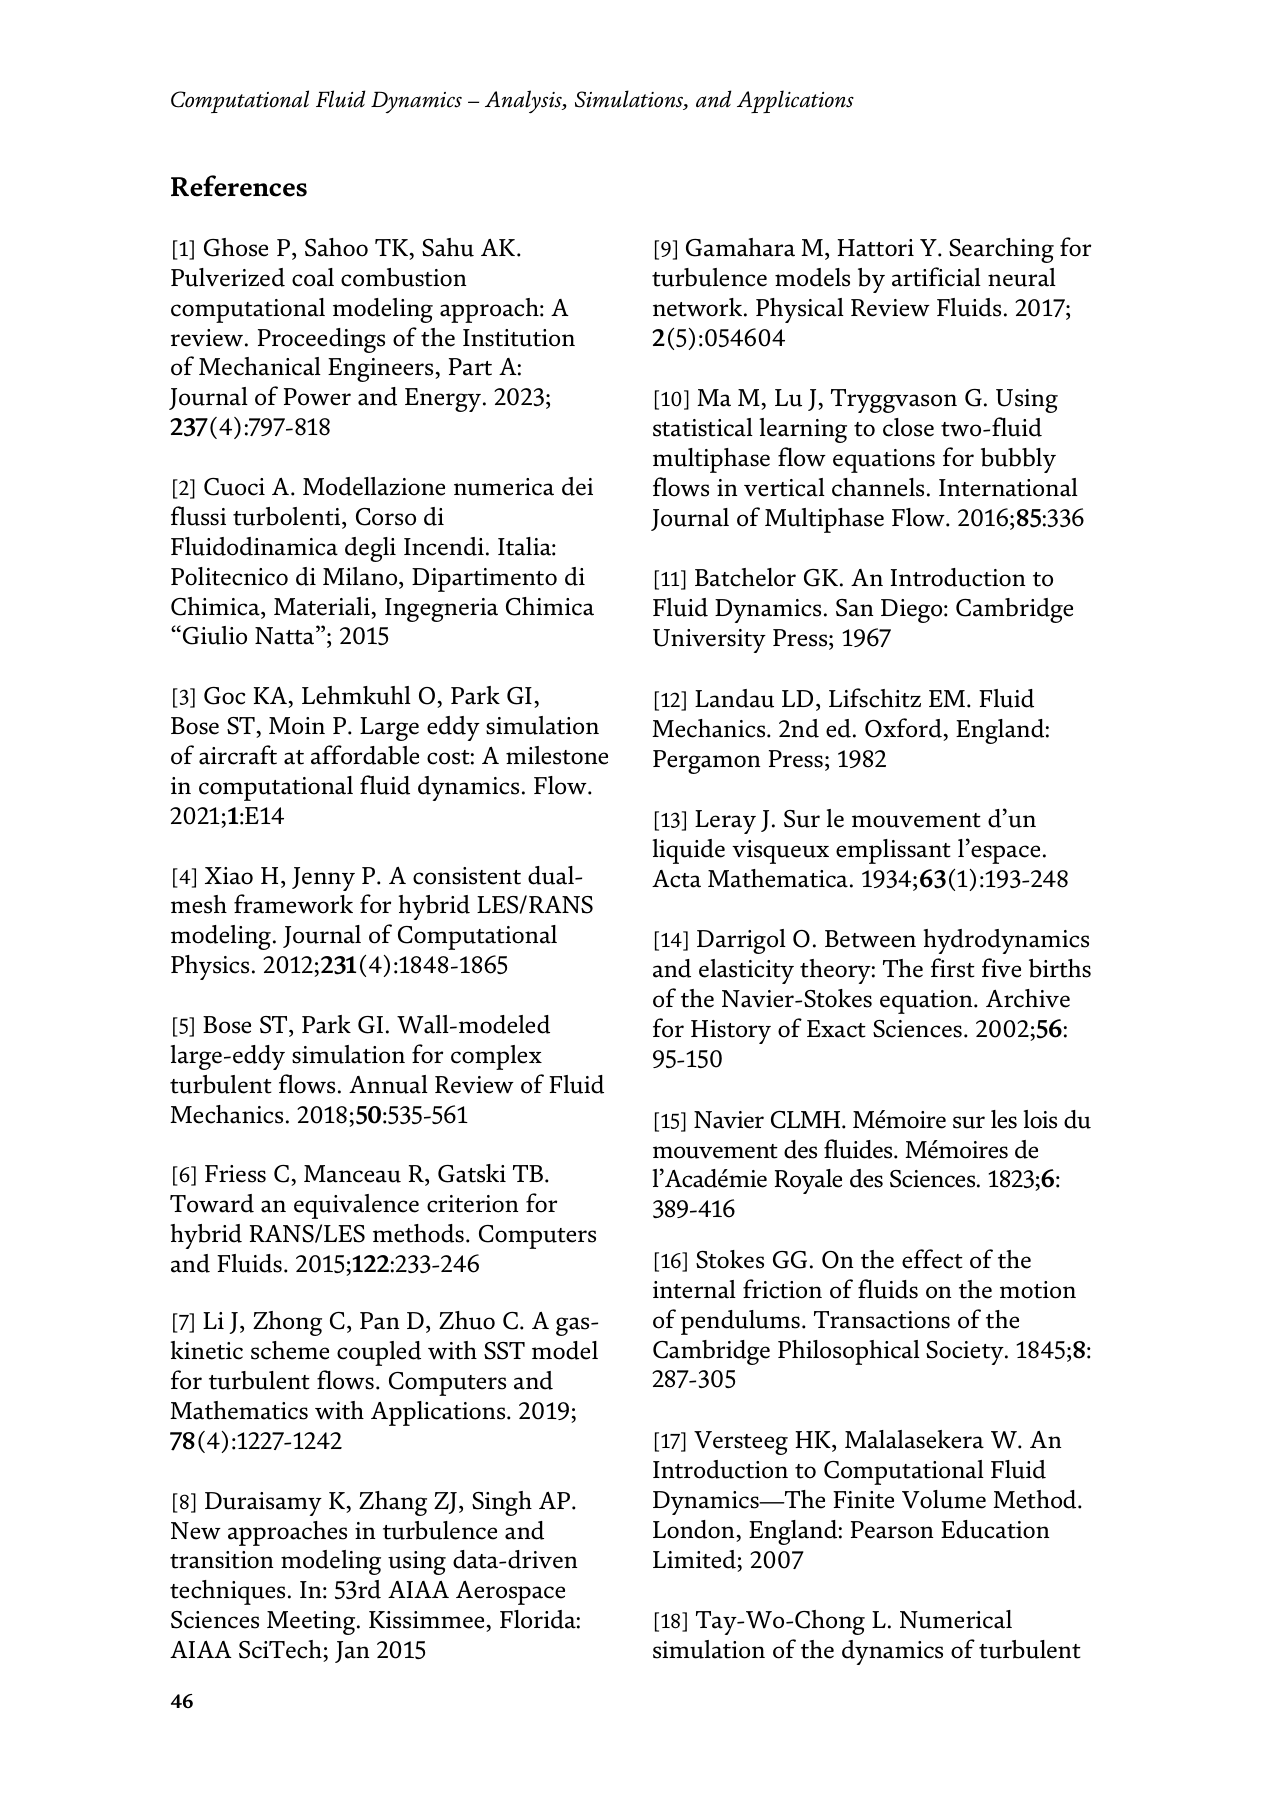 Computational Fluid Dynamics – Analysis, Simulations, and Applications
References
[1] Ghose P, Sahoo TK, Sahu AK.
Pulverized coal combustion
computational modeling approach: A
review. Proceedings of the Institution
of Mechanical Engineers, Part A:
Journal of Power and Energy. 2023;
237(4):797-818
[2] Cuoci A. Modellazione numerica dei
flussi turbolenti, Corso di
Fluidodinamica degli Incendi. Italia:
Politecnico di Milano, Dipartimento di
Chimica, Materiali, Ingegneria Chimica
“Giulio Natta”; 2015
[3] Goc KA, Lehmkuhl O, Park GI,
Bose ST, Moin P. Large eddy simulation
of aircraft at affordable cost: A milestone
in computational fluid dynamics. Flow.
2021;1:E14
[4] Xiao H, Jenny P. A consistent dual-
mesh framework for hybrid LES/RANS
modeling. Journal of Computational
Physics. 2012;231(4):1848-1865
[5] Bose ST, Park GI. Wall-modeled
large-eddy simulation for complex
turbulent flows. Annual Review of Fluid
Mechanics. 2018;50:535-561
[6] Friess C, Manceau R, Gatski TB.
Toward an equivalence criterion for
hybrid RANS/LES methods. Computers
and Fluids. 2015;122:233-246
[7] Li J, Zhong C, Pan D, Zhuo C. A gas-
kinetic scheme coupled with SST model
for turbulent flows. Computers and
Mathematics with Applications. 2019;
78(4):1227-1242
[8] Duraisamy K, Zhang ZJ, Singh AP.
New approaches in turbulence and
transition modeling using data-driven
techniques. In: 53rd AIAA Aerospace
Sciences Meeting. Kissimmee, Florida:
AIAA SciTech; Jan 2015
[9] Gamahara M, Hattori Y. Searching for
turbulence models by artificial neural
network. Physical Review Fluids. 2017;
2(5):054604
[10] Ma M, Lu J, Tryggvason G. Using
statistical learning to close two-fluid
multiphase flow equations for bubbly
flows in vertical channels. International
Journal of Multiphase Flow. 2016;85:336
[11] Batchelor GK. An Introduction to
Fluid Dynamics. San Diego: Cambridge
University Press; 1967
[12] Landau LD, Lifschitz EM. Fluid
Mechanics. 2nd ed. Oxford, England:
Pergamon Press; 1982
[13] Leray J. Sur le mouvement d’un
liquide visqueux emplissant l’espace.
Acta Mathematica. 1934;63(1):193-248
[14] Darrigol O. Between hydrodynamics
and elasticity theory: The first five births
of the Navier-Stokes equation. Archive
for History of Exact Sciences. 2002;56:
95-150
[15] Navier CLMH. Mémoire sur les lois du
mouvement des fluides. Mémoires de
l’Académie Royale des Sciences. 1823;6:
389-416
[16] Stokes GG. On the effect of the
internal friction of fluids on the motion
of pendulums. Transactions of the
Cambridge Philosophical Society. 1845;8:
287-305
[17] Versteeg HK, Malalasekera W. An
Introduction to Computational Fluid
Dynamics—The Finite Volume Method.
London, England: Pearson Education
Limited; 2007
[18] Tay-Wo-Chong L. Numerical
simulation of the dynamics of turbulent
46